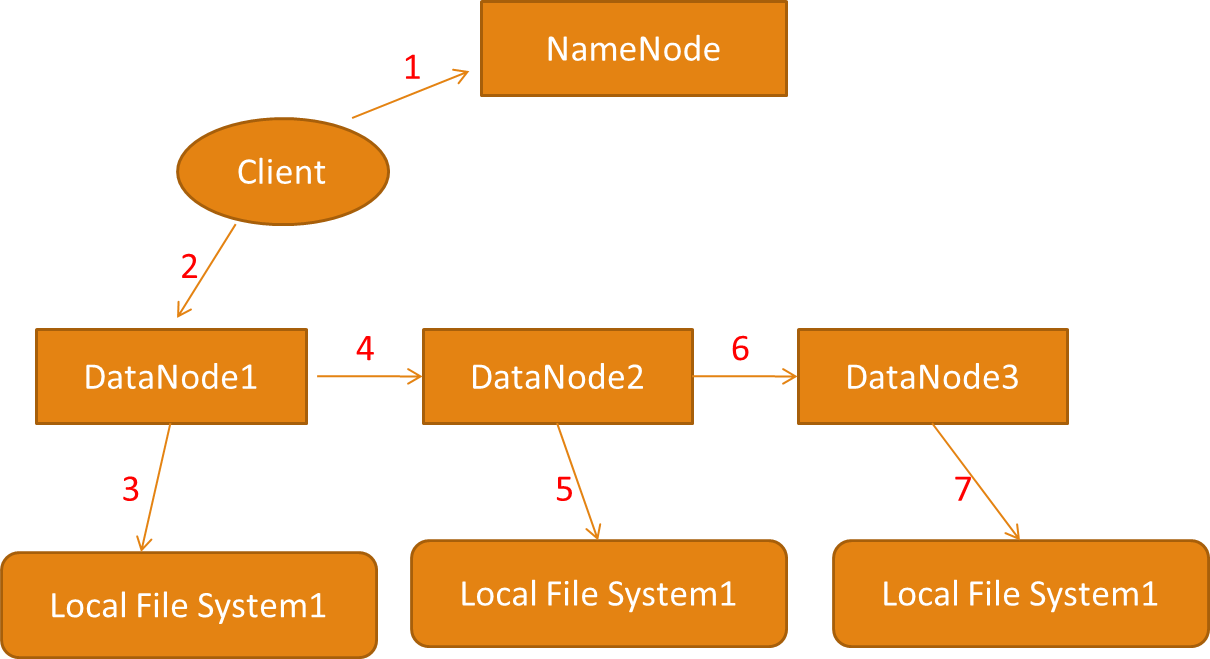 NameNode
1
Client
2
DataNode1
4
DataNode2
6
DataNode3
3
5
7
Local File System1
Local File System1
Local File System1